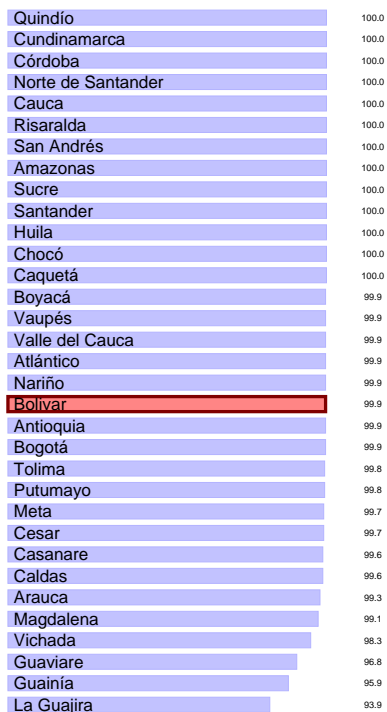 Quindío 100.0
Cundinamarca 100.0
Córdoba 100.0
Norte de Santander 100.0
Cauca 100.0
Risaralda 100.0
San Andrés 100.0
Amazonas 100.0
Sucre 100.0
Santander 100.0
Huila 100.0
Chocó 100.0
Caquetá 100.0
Boyacá 99.9
Vaupés 99.9
Valle del Cauca 99.9
Atlántico 99.9
Nariño 99.9
Bolivar 99.9
Antioquia 99.9
Bogotá 99.9
Tolima 99.8
Putumayo 99.8
Meta 99.7
Cesar 99.7
Casanare 99.6
Caldas 99.6
Arauca 99.3
Magdalena 99.1
Vichada 98.3
Guaviare 96.8
Guainía 95.9
La Guajira 93.9